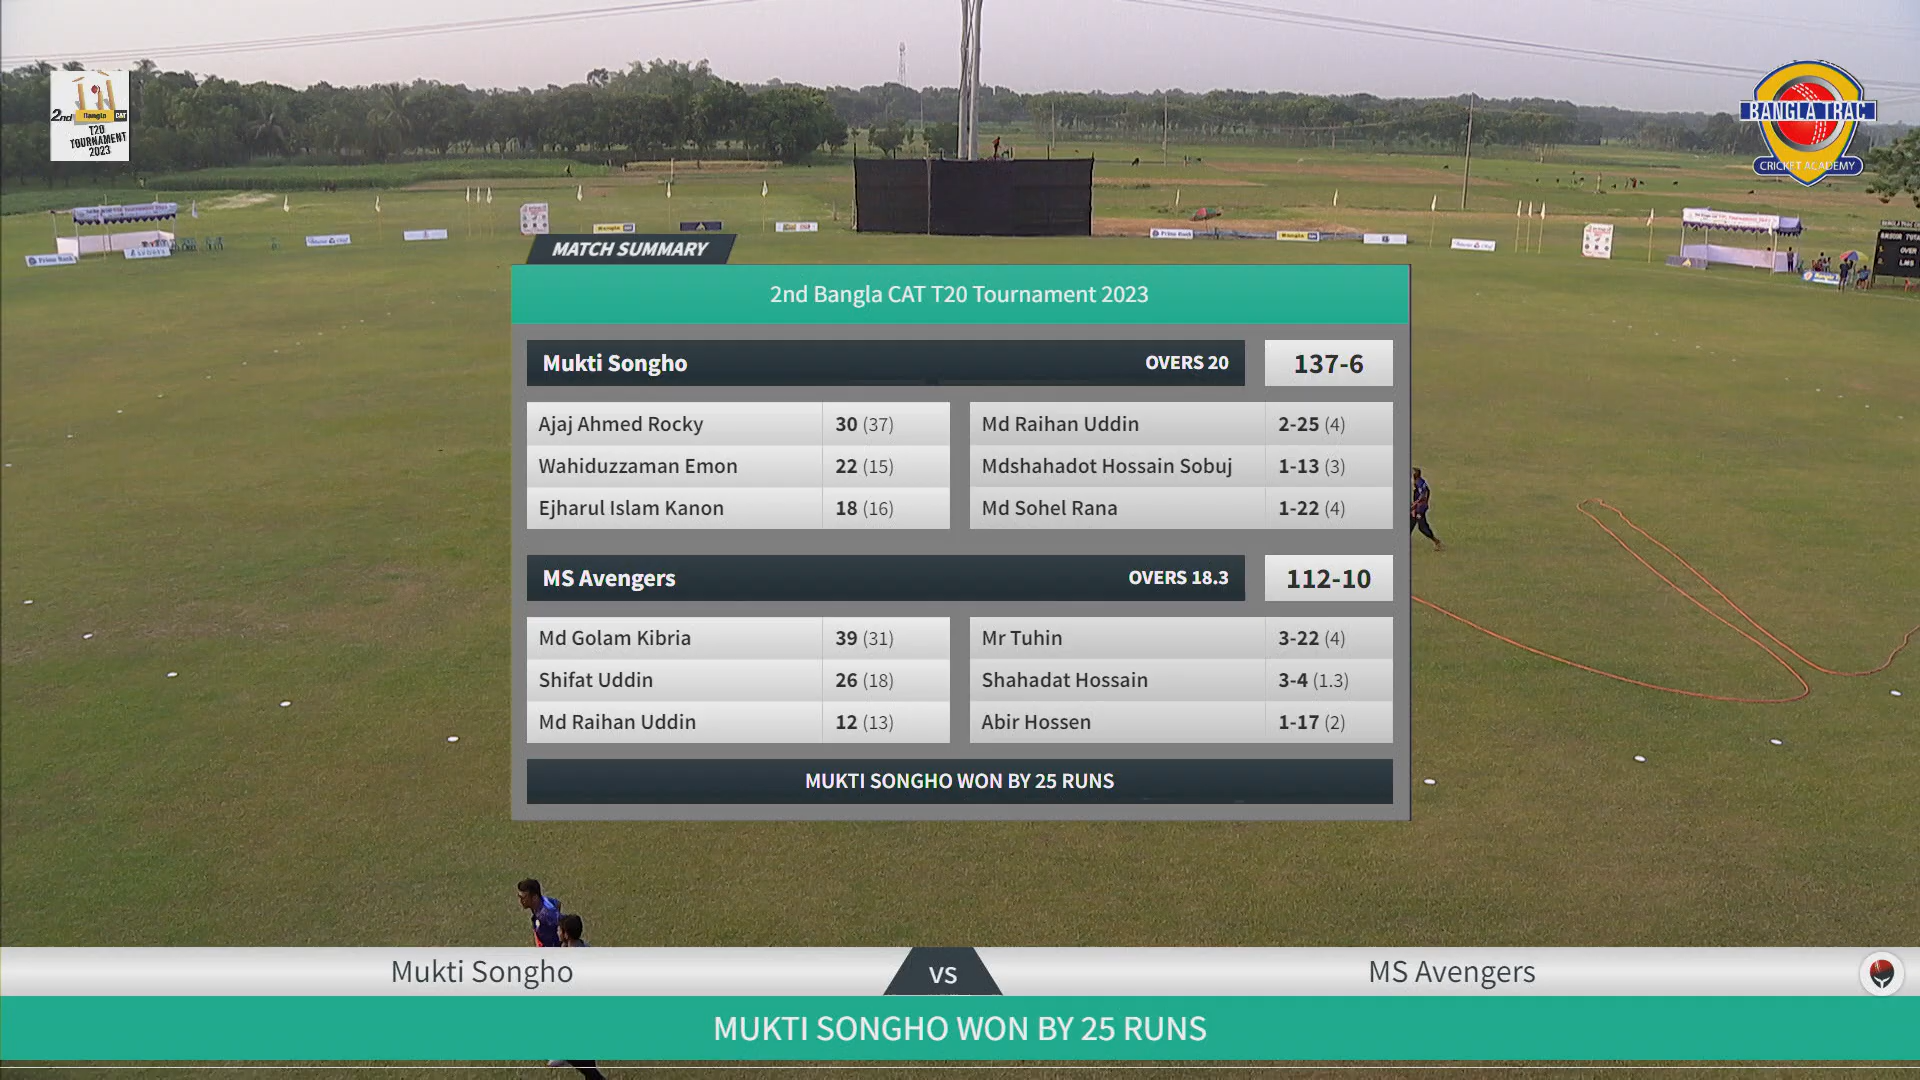 2nd Bangla CAT
T20
TOURNAMENT
2023
BANGLA TRAC
CRICKET ACADEMY
MATCH SUMMARY
2nd Bangla CAT T20 Tournament 2023
Mukti Songho OVERS 20 137-6
Ajaj Ahmed Rocky 30 (37) Md Raihan Uddin 2-25 (4)
Wahiduzzaman Emon 22 (15) Mdshahadot Hossain Sobuj 1-13 (3)
Ejharul Islam Kanon 18 (16) Md Sohel Rana 1-22 (4)
MS Avengers OVERS 18.3 112-10
Md Golam Kibria 39 (31) Mr Tuhin 3-22 (4)
Shifat Uddin 26 (18) Shahadat Hossain 3-4 (1.3)
Md Raihan Uddin 12 (13) Abir Hossen 1-17 (2)
MUKTI SONGHO WON BY 25 RUNS
Mukti Songho VS MS Avengers
MUKTI SONGHO WON BY 25 RUNS